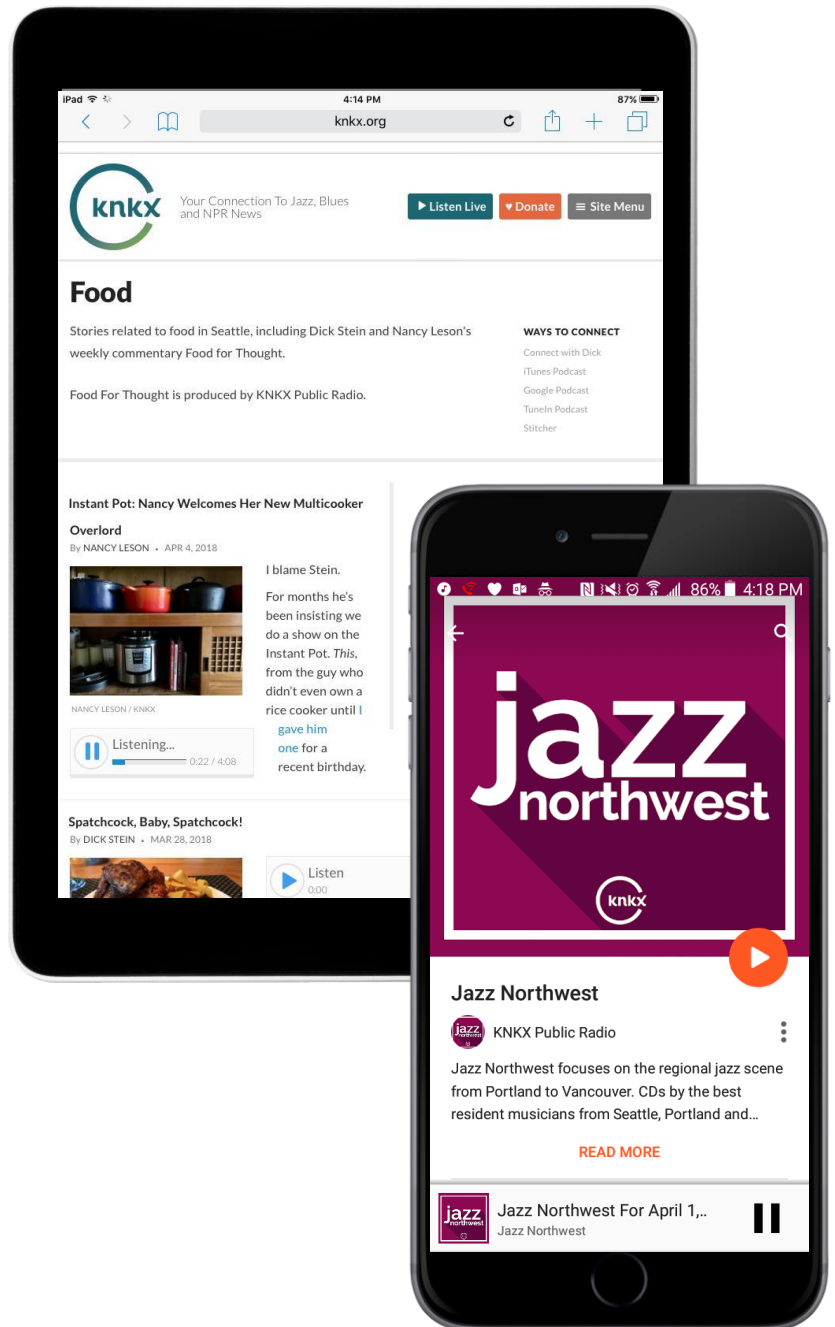 iPad 4:14 PM 87%
knkx.org
knkx
Your Connection To Jazz, Blues
and NPR News
Listen Live
Donate
Site Menu
Food
Stories related to food in Seattle, including Dick Stein and Nancy Leson's
weekly commentary Food for Thought.
Food For Thought is produced by KNKX Public Radio.
WAYS TO CONNECT
Connect with Dick
iTunes Podcast
Google Podcast
TuneIn Podcast
Stitcher
Instant Pot: Nancy Welcomes Her New Multicooker
Overlord
By NANCY LESON • APR 4, 2018
NANCY LESON / KNKX
Listening...
0:22 / 4:08
I blame Stein.
For months he's
been insisting we
do a show on the
Instant Pot. This,
from the guy who
didn't even own a
rice cooker until I
gave him
one for a
recent birthday.
Spatchcock, Baby, Spatchcock!
By DICK STEIN • MAR 28, 2018
Listen
0:00
86% 4:18 PM
jazz
northwest
knkx
Jazz Northwest
jazz
northwest
KNKX Public Radio
Jazz Northwest focuses on the regional jazz scene
from Portland to Vancouver. CDs by the best
resident musicians from Seattle, Portland and...
READ MORE
jazz
northwest
Jazz Northwest For April 1,..
Jazz Northwest